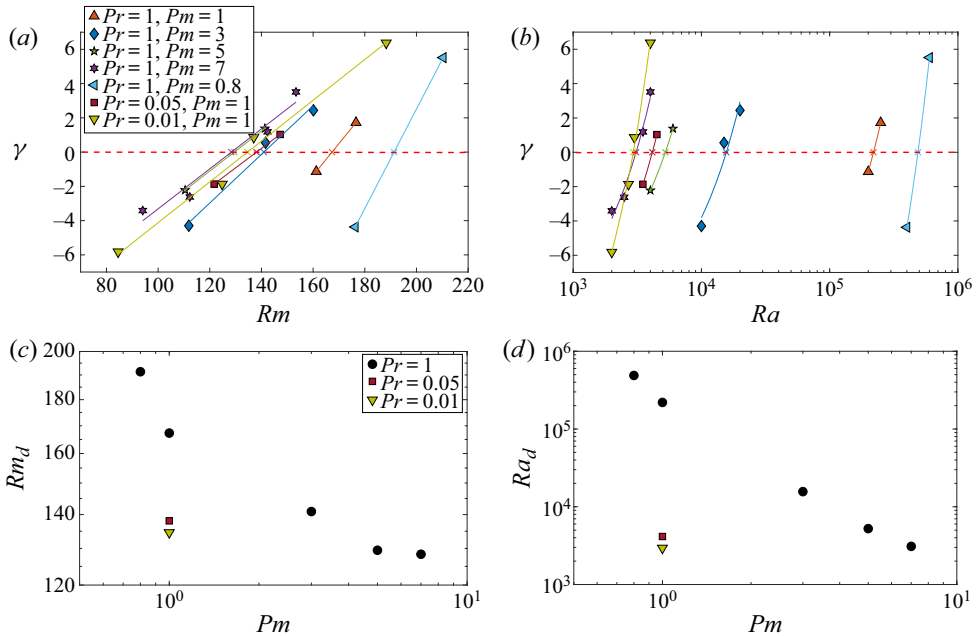 (a)
Pr = 1, Pm = 1
Pr = 1, Pm = 3
Pr = 1, Pm = 5
Pr = 1, Pm = 7
Pr = 1, Pm = 0.8
Pr = 0.05, Pm = 1
Pr = 0.01, Pm = 1
6
4
2
γ 0
−2
−4
−6
80 100 120 140 160 180 200 220
Rm
(b)
6
4
2
γ 0
−2
−4
−6
10³ 10⁴ 10⁵ 10⁶
Ra
(c)
200
180
160
140
120
Rm_d
Pr = 1
Pr = 0.05
Pr = 0.01
10⁰ 10¹
Pm
(d)
10⁶
10⁵
10⁴
10³
Ra_d
10⁰ 10¹
Pm